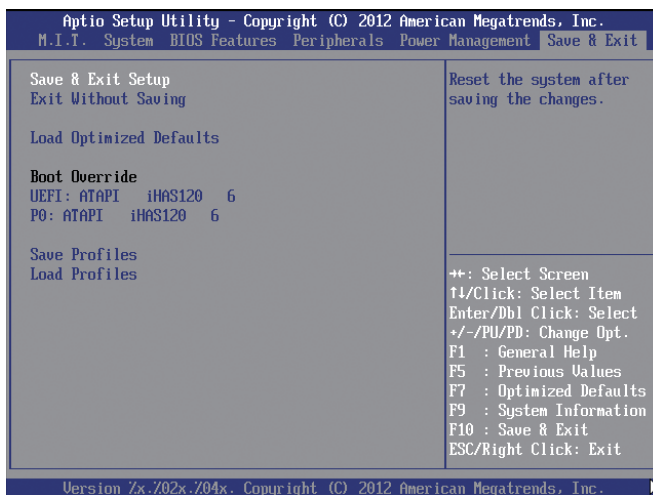 Aptio Setup Utility - Copyright (C) 2012 American Megatrends, Inc.
M.I.T. System BIOS Features Peripherals Power Management Save & Exit
Save & Exit Setup
Exit Without Saving
Load Optimized Defaults
Boot Override
UEFI: ATAPI iHAS120 6
P0: ATAPI iHAS120 6
Save Profiles
Load Profiles
Reset the system after
saving the changes.
→←: Select Screen
↑↓/Click: Select Item
Enter/Dbl Click: Select
+/-/PU/PD: Change Opt.
F1 : General Help
F5 : Previous Values
F7 : Optimized Defaults
F9 : System Information
F10 : Save & Exit
ESC/Right Click: Exit
Version %x.%02x.%04x. Copyright (C) 2012 American Megatrends, Inc.